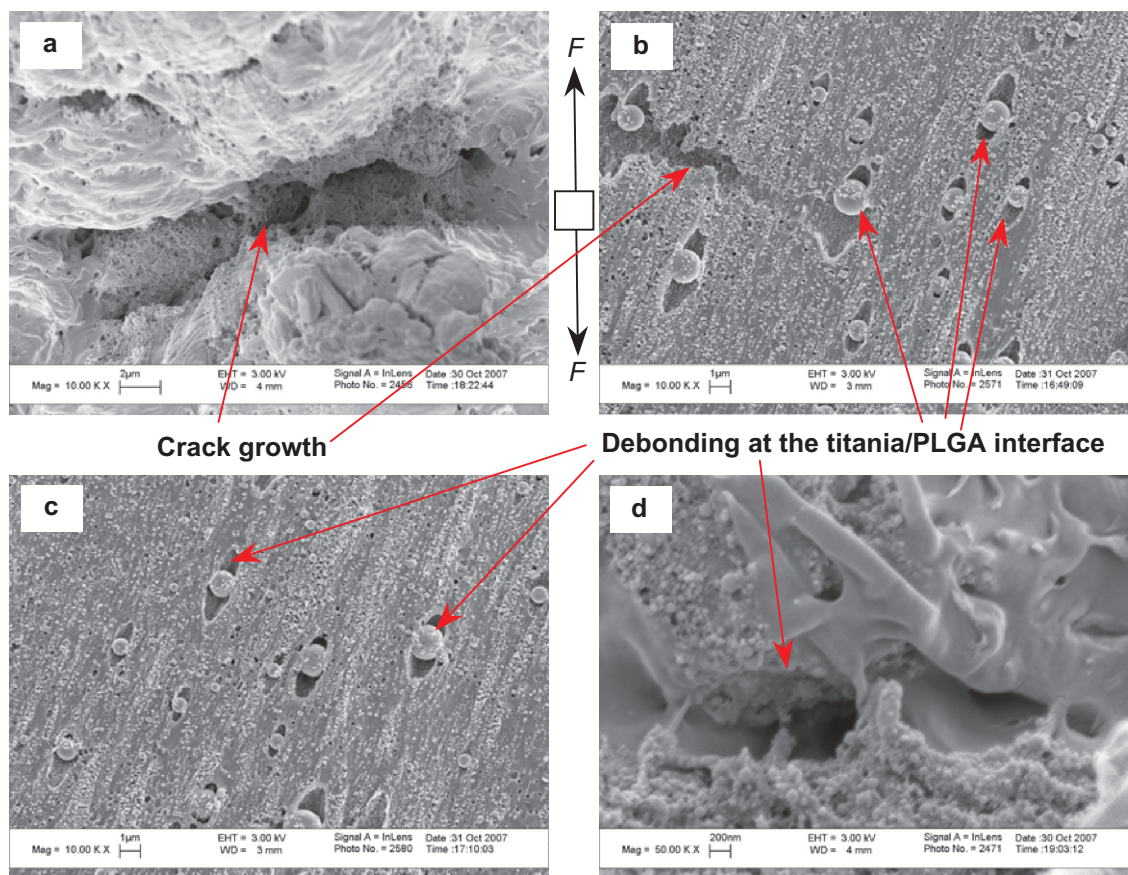 a
F
b
2µm
Mag = 10.00 K X
EHT = 3.00 kV
WD = 4 mm
Signal A = InLens
Photo No. = 2456
Date :30 Oct 2007
Time :18:22:44
F
1µm
Mag = 10.00 K X
EHT = 3.00 kV
WD = 3 mm
Signal A = InLens
Photo No. = 2571
Date :31 Oct 2007
Time :16:49:09
Crack growth
Debonding at the titania/PLGA interface
c
d
1µm
Mag = 10.00 K X
EHT = 3.00 kV
WD = 3 mm
Signal A = InLens
Photo No. = 2580
Date :31 Oct 2007
Time :17:10:03
200nm
Mag = 50.00 K X
EHT = 3.00 kV
WD = 4 mm
Signal A = InLens
Photo No. = 2471
Date :30 Oct 2007
Time :19:03:12